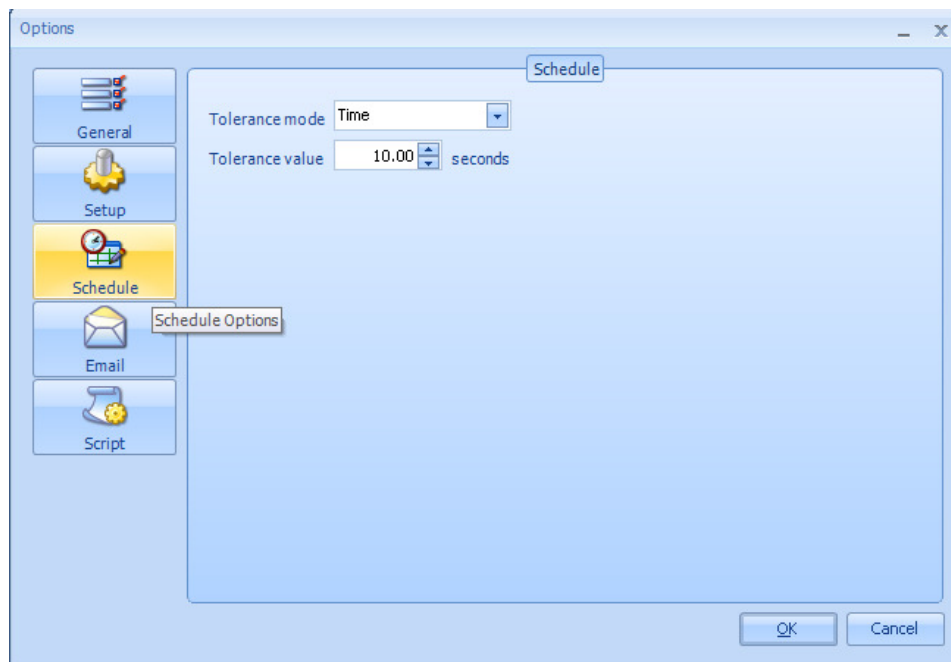 Options
Schedule
General
Tolerance mode Time
Tolerance value 10.00 seconds
Setup
Schedule
Schedule Options
Email
Script
OK Cancel